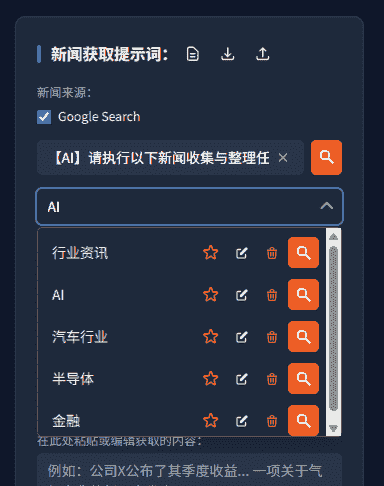 新闻获取提示词：
新闻来源：
Google Search
【AI】请执行以下新闻收集与整理任
AI
行业资讯
AI
汽车行业
半导体
金融
在此处粘贴或编辑获取的内容：
例如：公司X公布了其季度收益... 一项关于气